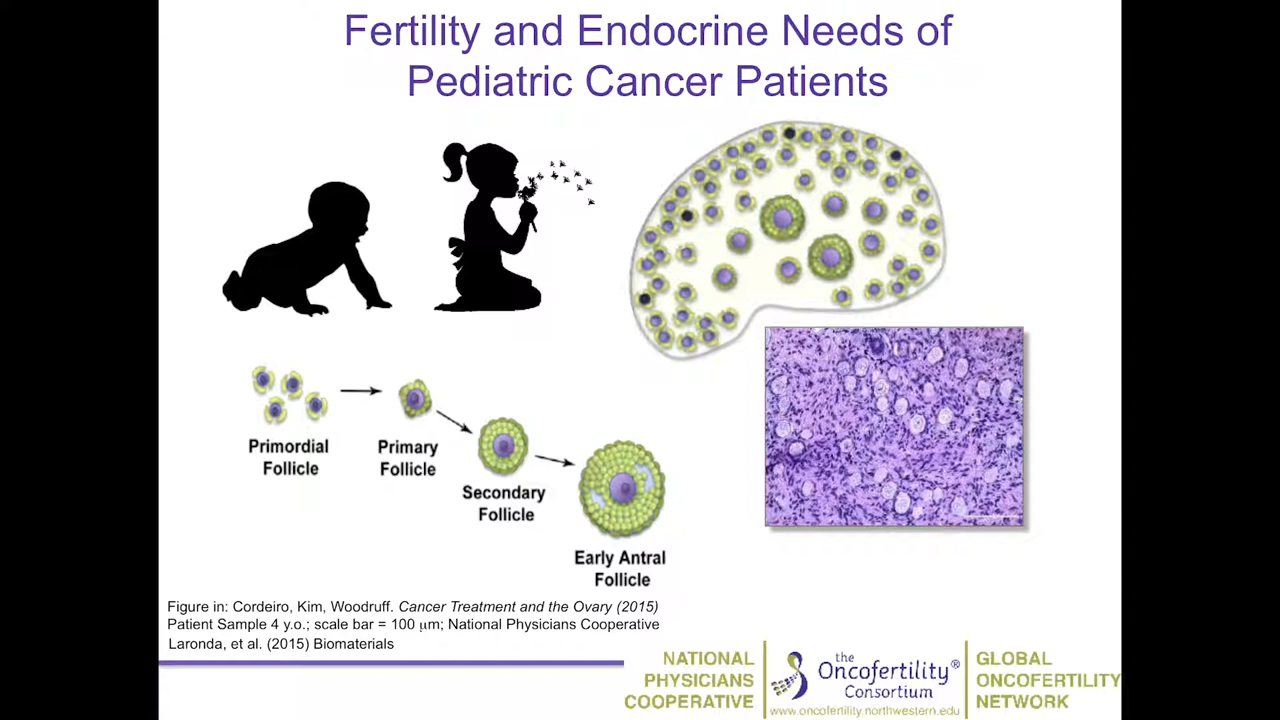 Fertility and Endocrine Needs of
Pediatric Cancer Patients
Primordial
Follicle
Primary
Follicle
Secondary
Follicle
Early Antral
Follicle
Figure in: Cordeiro, Kim, Woodruff. Cancer Treatment and the Ovary (2015)
Patient Sample 4 y.o.; scale bar = 100 μm; National Physicians Cooperative
Laronda, et al. (2015) Biomaterials
NATIONAL
PHYSICIANS
COOPERATIVE
the
Oncofertility®
Consortium
www.oncofertility.northwestern.edu
GLOBAL
ONCOFERTILITY
NETWORK